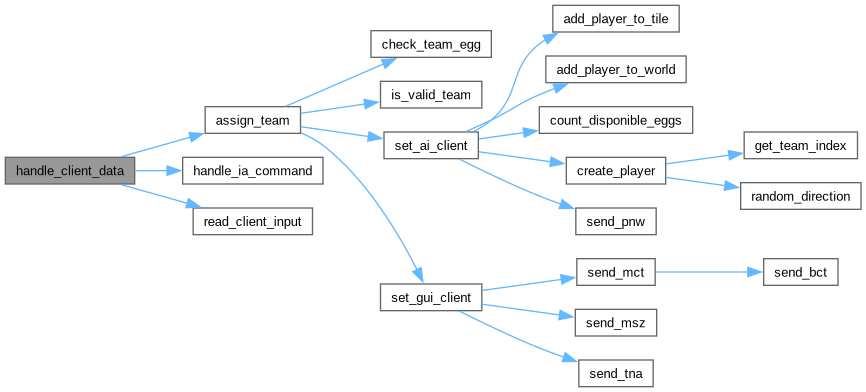 handle_client_data
assign_team
handle_ia_command
read_client_input
check_team_egg
is_valid_team
set_ai_client
set_gui_client
add_player_to_tile
add_player_to_world
count_disponible_eggs
create_player
send_pnw
send_mct
send_msz
send_tna
get_team_index
random_direction
send_bct